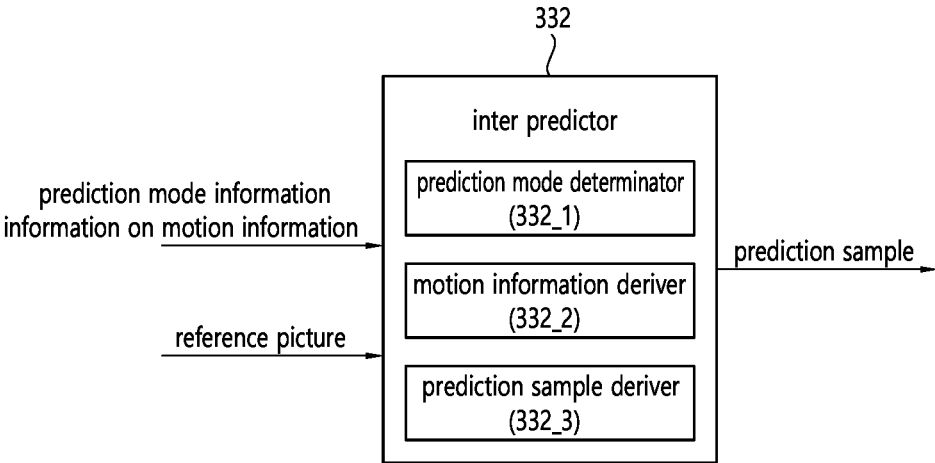 332
inter predictor
prediction mode information
information on motion information
reference picture
prediction mode determinator
(332_1)
motion information deriver
(332_2)
prediction sample deriver
(332_3)
prediction sample